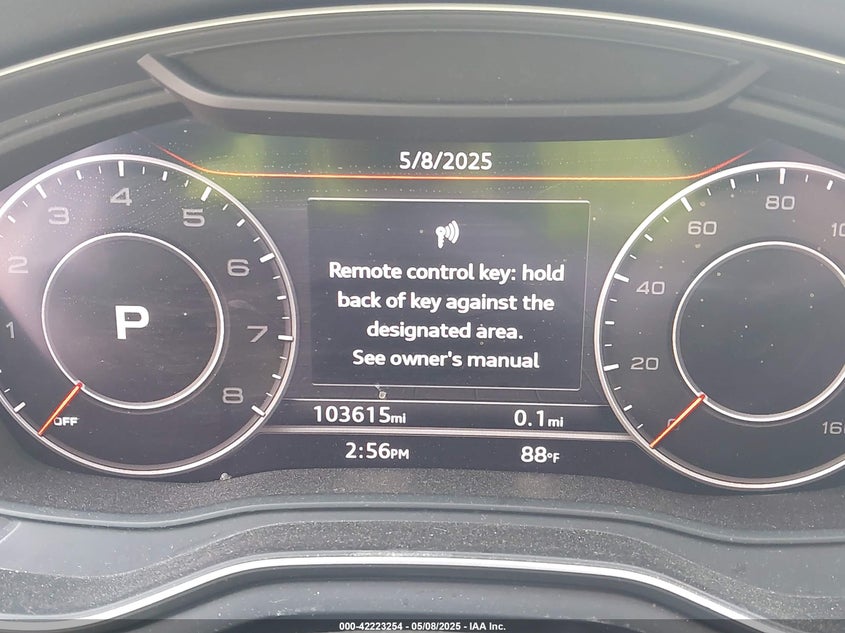 5/8/2025
1
2
3
4
5
6
7
8
P
OFF
Remote control key: hold
back of key against the
designated area.
See owner's manual
20
40
60
80
160
103615mi
0.1mi
2:56PM
88°F
000-42223254 - 05/08/2025 - IAA Inc.